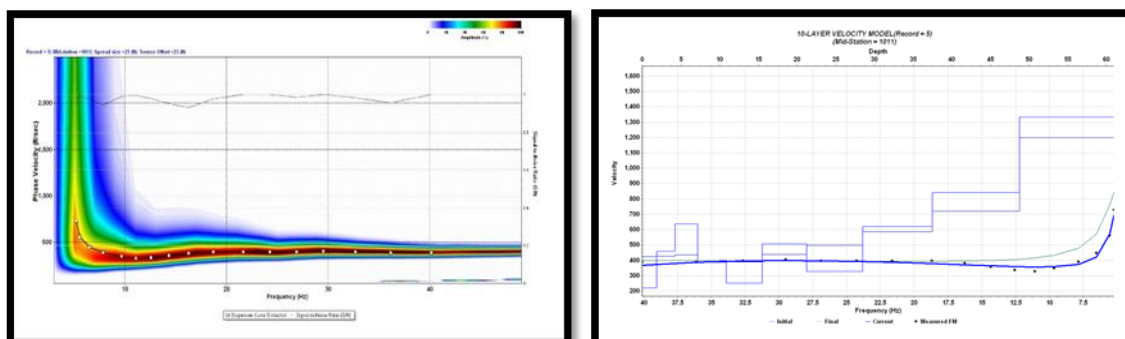 Amplitude (%)
Phase Velocity (ft/sec)
2,000
1,500
1,000
500
10
20
30
40
Frequency (Hz)
10-LAYER VELOCITY MODEL(Record = 5)
(Mid-Station = 1011)
Depth
0 5 10 15 20 25 30 35 40 45 50 55 60
Velocity
1,600
1,500
1,400
1,300
1,200
1,100
1,000
900
800
700
600
500
400
300
200
40 37.5 35 32.5 30 27.5 25 22.5 20 17.5 15 12.5 10 7.5
Frequency (Hz)
Initial Final Current Measured FM